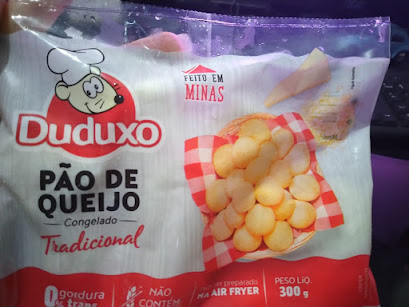 Duduxo
FEITO EM
MINAS
PÃO DE
QUEIJO
Congelado
Tradicional
0 gordura
% trans
NÃO
CONTÉM
preparado
NA AIR FRYER
PESO LÍQ.
300 g